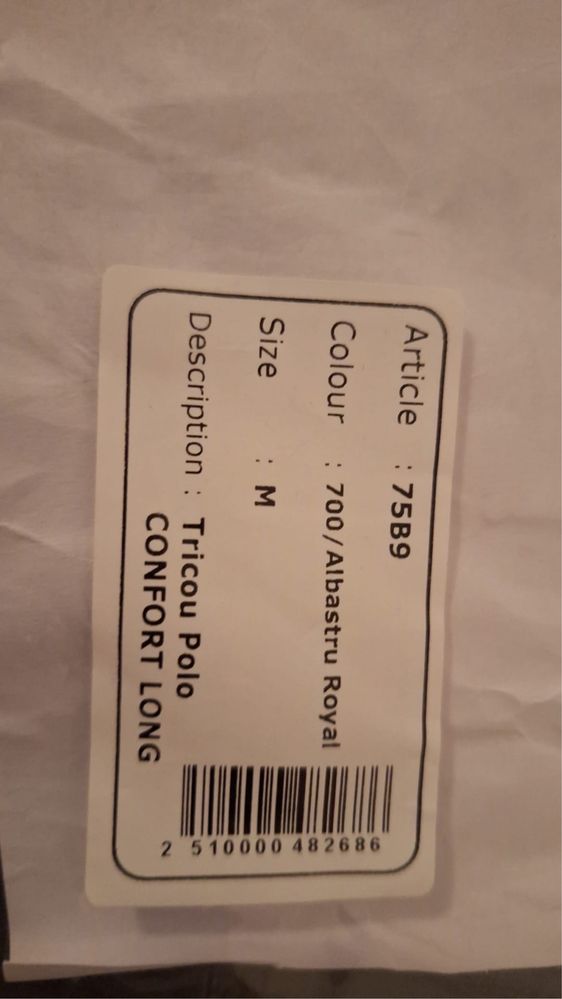 Article : 75B9
Colour : 700/Albastru Royal
Size : M
Description : Tricou Polo
CONFORT LONG
2 510000 482686